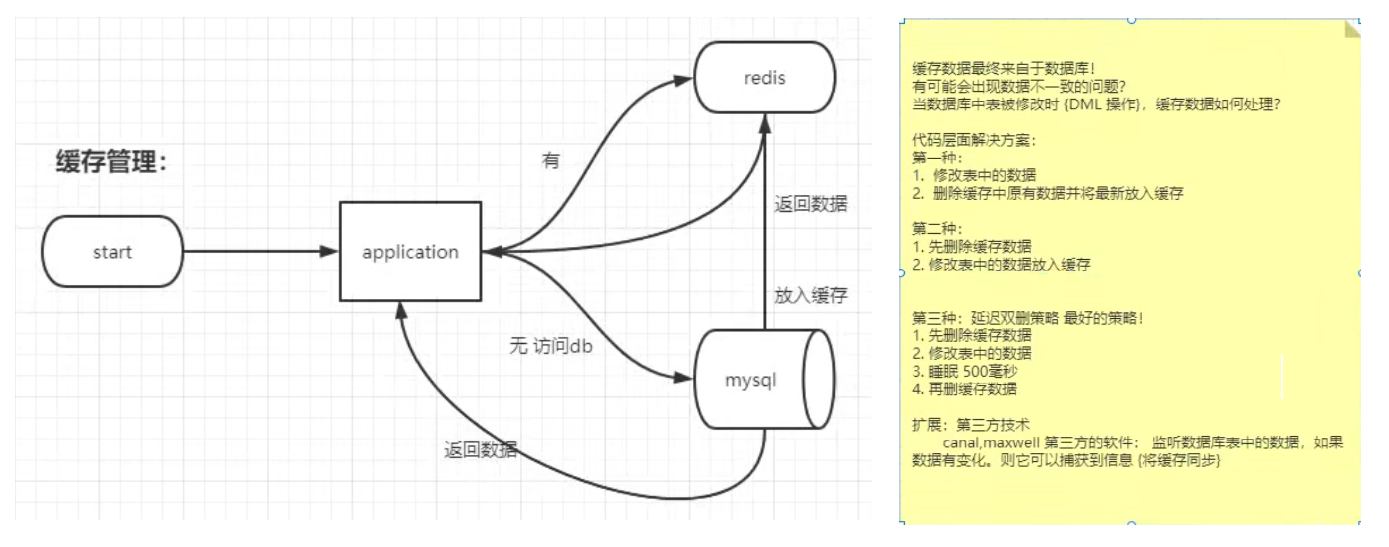 缓存管理:
start
application
redis
mysql
有
返回数据
放入缓存
无 访问db
返回数据
缓存数据最终来自于数据库!
有可能会出现数据不一致的问题?
当数据库中表被修改时 {DML 操作}, 缓存数据如何处理?
代码层面解决方案:
第一种:
1. 修改表中的数据
2. 删除缓存中原有数据并将最新放入缓存
第二种:
1. 先删除缓存数据
2. 修改表中的数据放入缓存
第三种: 延迟双删策略 最好的策略!
1. 先删除缓存数据
2. 修改表中的数据
3. 睡眠 500毫秒
4. 再删缓存数据
扩展: 第三方技术
canal,maxwell 第三方的软件: 监听数据库表中的数据, 如果
数据有变化。则它可以捕获到信息 {将缓存同步}